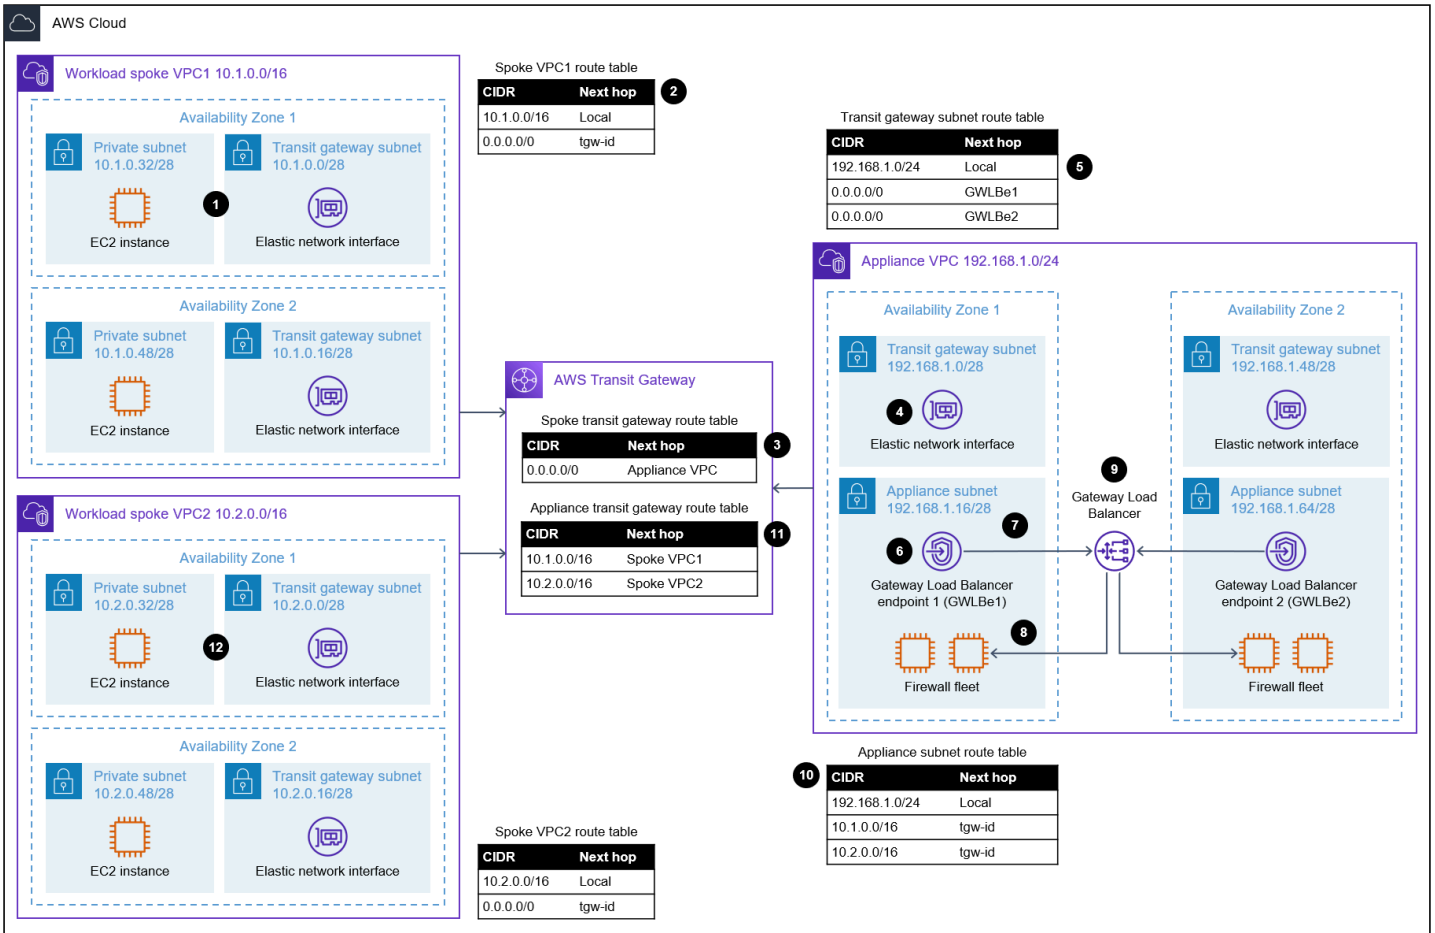 AWS Cloud
Workload spoke VPC1 10.1.0.0/16
Availability Zone 1
Private subnet
10.1.0.32/28
EC2 instance
1
Transit gateway subnet
10.1.0.0/28
Elastic network interface
Availability Zone 2
Private subnet
10.1.0.48/28
EC2 instance
Transit gateway subnet
10.1.0.16/28
Elastic network interface
Workload spoke VPC2 10.2.0.0/16
Availability Zone 1
Private subnet
10.2.0.32/28
EC2 instance
12
Transit gateway subnet
10.2.0.0/28
Elastic network interface
Availability Zone 2
Private subnet
10.2.0.48/28
EC2 instance
Transit gateway subnet
10.2.0.16/28
Elastic network interface
Spoke VPC1 route table
CIDR Next hop 2
10.1.0.0/16 Local
0.0.0.0/0 tgw-id
AWS Transit Gateway
Spoke transit gateway route table
CIDR Next hop 3
0.0.0.0/0 Appliance VPC
Appliance transit gateway route table
CIDR Next hop 11
10.1.0.0/16 Spoke VPC1
10.2.0.0/16 Spoke VPC2
Spoke VPC2 route table
CIDR Next hop
10.2.0.0/16 Local
0.0.0.0/0 tgw-id
Transit gateway subnet route table
CIDR Next hop
192.168.1.0/24 Local 5
0.0.0.0/0 GWLBe1
0.0.0.0/0 GWLBe2
Appliance VPC 192.168.1.0/24
Availability Zone 1
Transit gateway subnet
192.168.1.0/28
4
Elastic network interface
Appliance subnet
192.168.1.16/28
6
7
Gateway Load Balancer
endpoint 1 (GWLBe1)
8
Firewall fleet
9
Gateway Load
Balancer
Availability Zone 2
Transit gateway subnet
192.168.1.48/28
Elastic network interface
Appliance subnet
192.168.1.64/28
Gateway Load Balancer
endpoint 2 (GWLBe2)
Firewall fleet
Appliance subnet route table
10 CIDR Next hop
192.168.1.0/24 Local
10.1.0.0/16 tgw-id
10.2.0.0/16 tgw-id